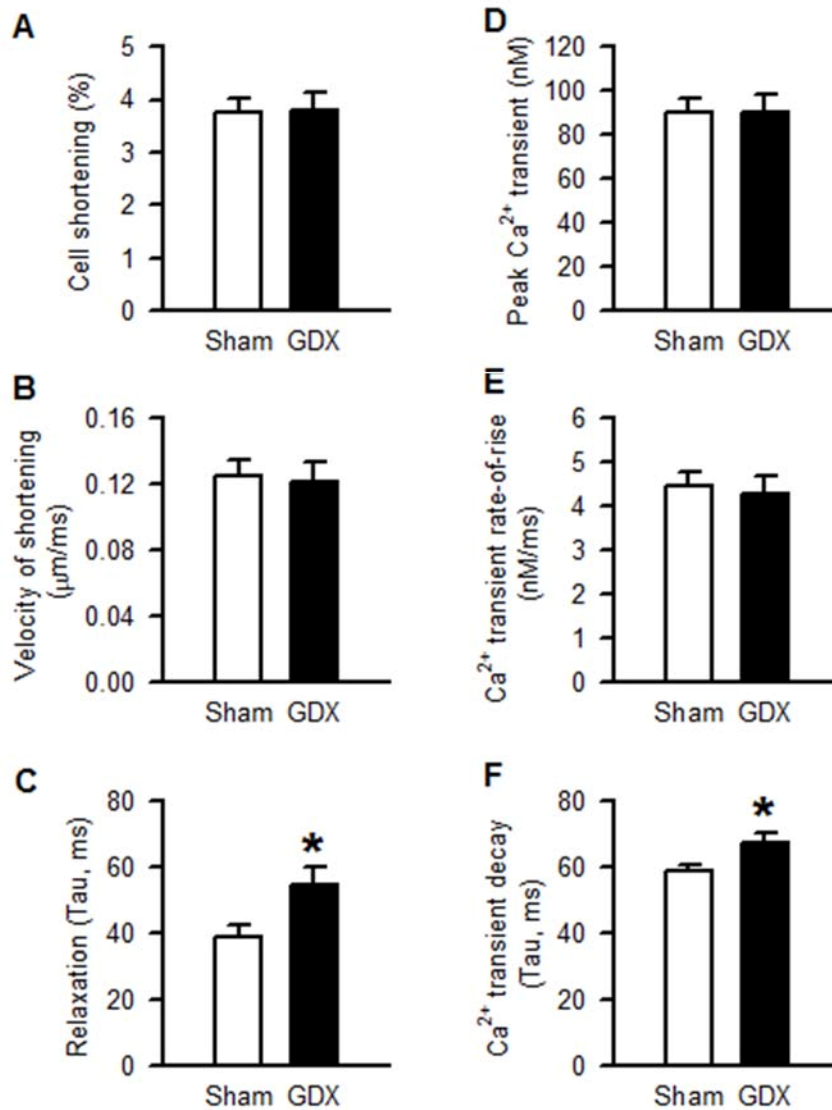 A
Cell shortening (%)
5
4
3
2
1
0
Sham GDX
B
Velocity of shortening
(μm/ms)
0.16
0.12
0.08
0.04
0.00
Sham GDX
C
Relaxation (Tau, ms)
80
60
40
20
0
*
Sham GDX
D
Peak Ca²⁺ transient (nM)
120
100
80
60
40
20
0
Sham GDX
E
Ca²⁺ transient rate-of-rise
(nM/ms)
6
5
4
3
2
1
0
Sham GDX
F
Ca²⁺ transient decay
(Tau, ms)
80
60
40
20
0
*
Sham GDX